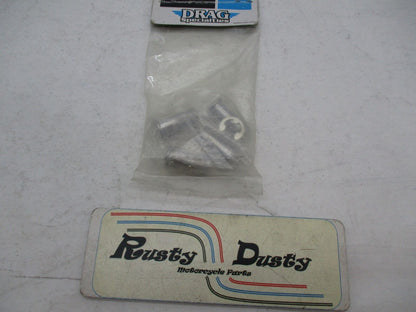 DRAG
Specialties
Rusty Dusty
Motorcycle Parts